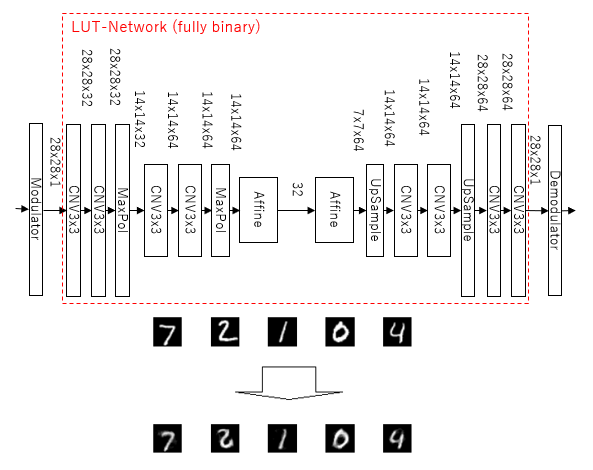 LUT-Network (fully binary)
Modulator
28x28x1
CNV3x3
28x28x32
CNV3x3
28x28x32
MaxPol
14x14x32
CNV3x3
14x14x64
CNV3x3
14x14x64
MaxPol
14x14x64
Affine
32
Affine
7x7x64
UpSample
14x14x64
CNV3x3
14x14x64
CNV3x3
14x14x64
UpSample
28x28x64
CNV3x3
28x28x64
CNV3x3
28x28x1
Demodulator
7 2 1 0 4
7 2 1 0 9